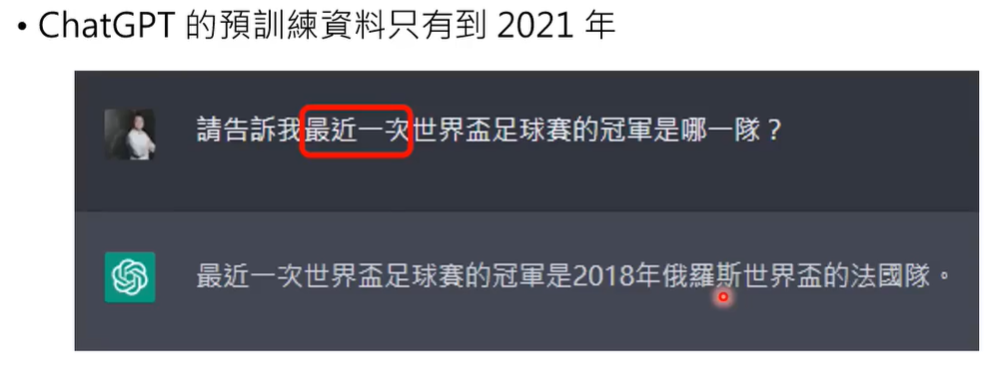 • ChatGPT 的預訓練資料只有到 2021 年
請告訴我最近一次世界盃足球賽的冠軍是哪一隊？
最近一次世界盃足球賽的冠軍是2018年俄羅斯世界盃的法國隊。